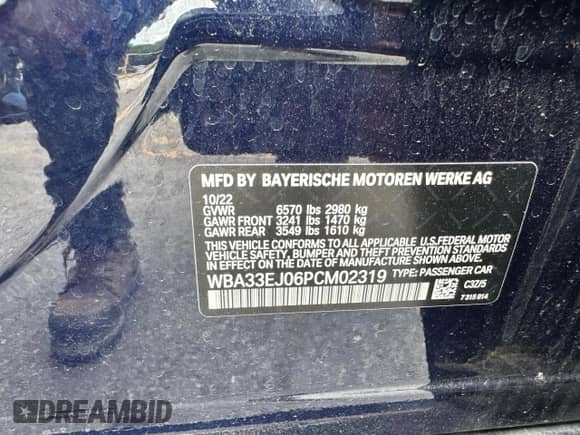 MFD BY BAYERISCHE MOTOREN WERKE AG
10/22
GVWR 6570 lbs 2980 kg
GAWR FRONT 3241 lbs 1470 kg
GAWR REAR 3549 lbs 1610 kg
THIS VEHICLE CONFORMS TO ALL APPLICABLE U.S.FEDERAL MOTOR
VEHICLE SAFETY, BUMPER, AND THEFT PREVENTION STANDARDS
IN EFFECT ON THE DATE OF MANUFACTURE SHOWN ABOVE.
WBA33EJ06PCM02319 TYPE: PASSENGER CAR
C3Z/5
7 315 014
DREAMBID